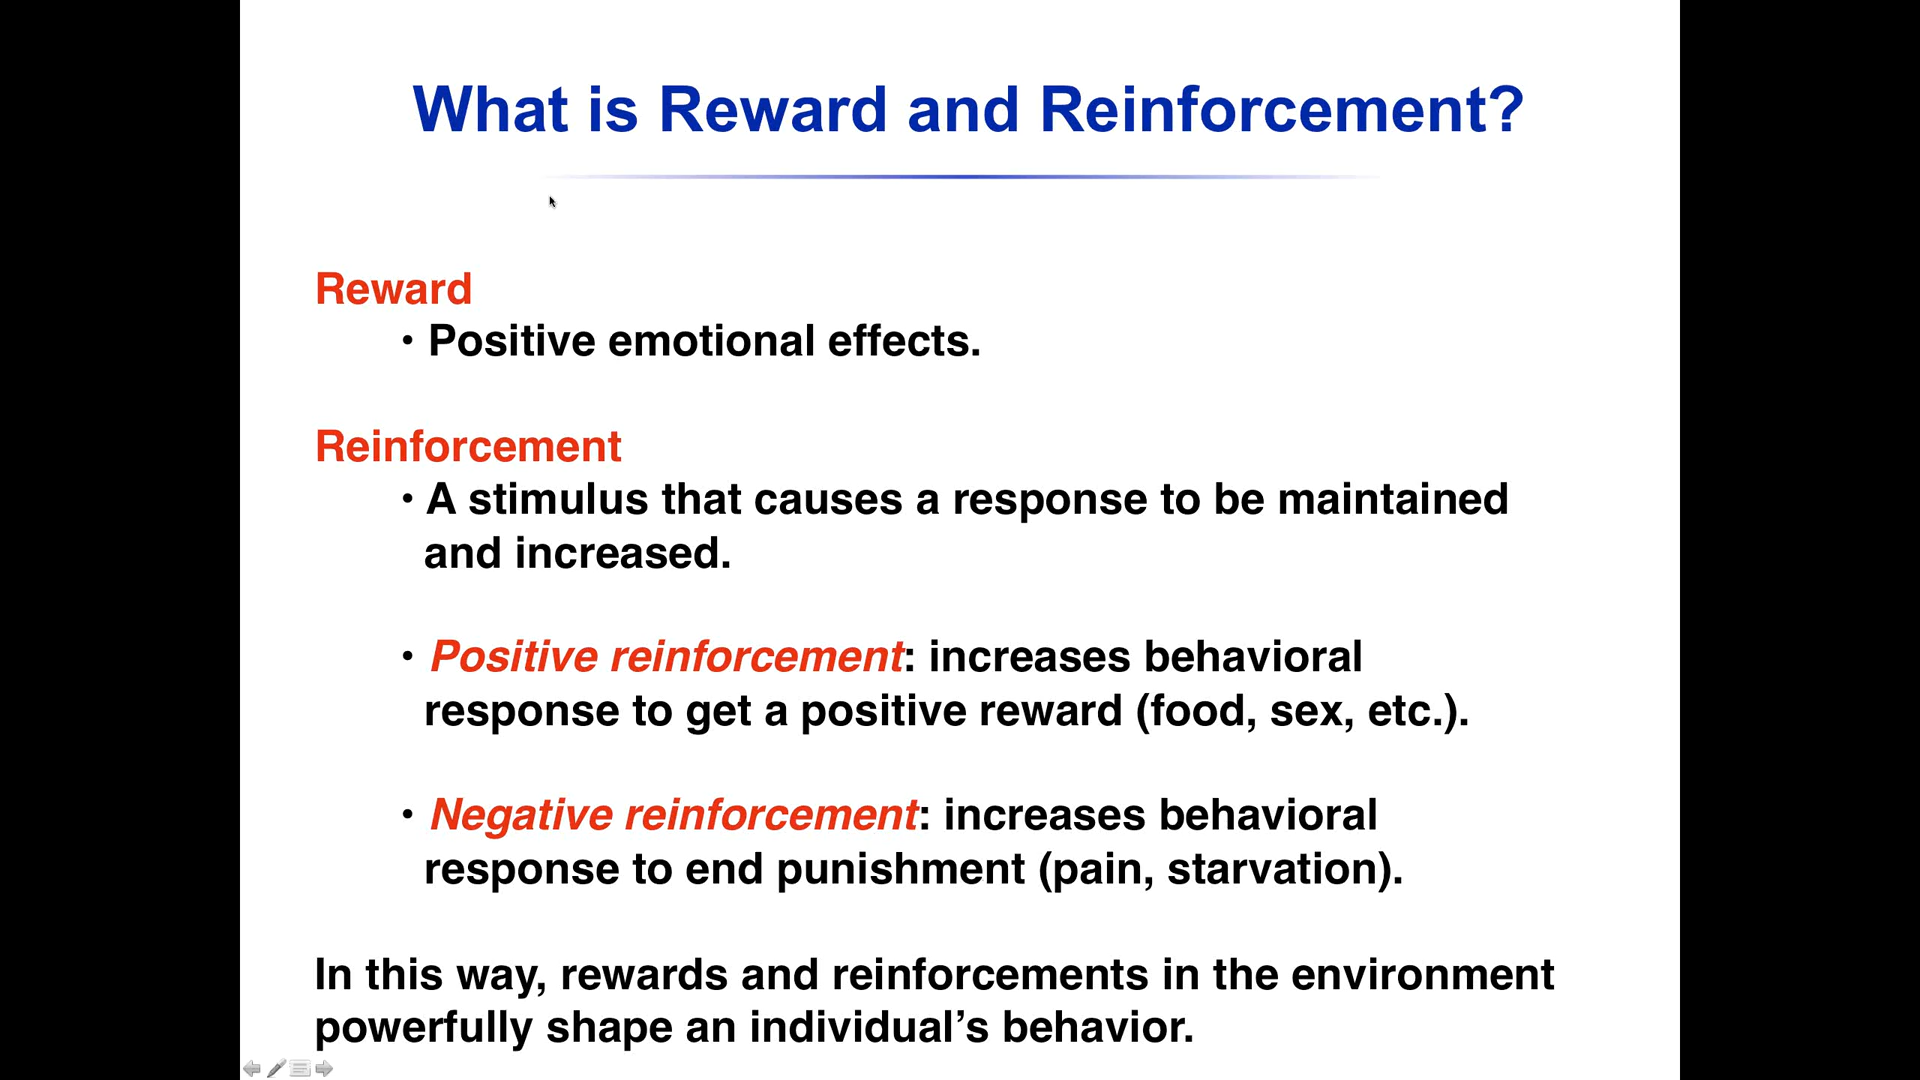 What is Reward and Reinforcement?
Reward
• Positive emotional effects.
Reinforcement
• A stimulus that causes a response to be maintained
and increased.
• Positive reinforcement: increases behavioral
response to get a positive reward (food, sex, etc.).
• Negative reinforcement: increases behavioral
response to end punishment (pain, starvation).
In this way, rewards and reinforcements in the environment
powerfully shape an individual’s behavior.